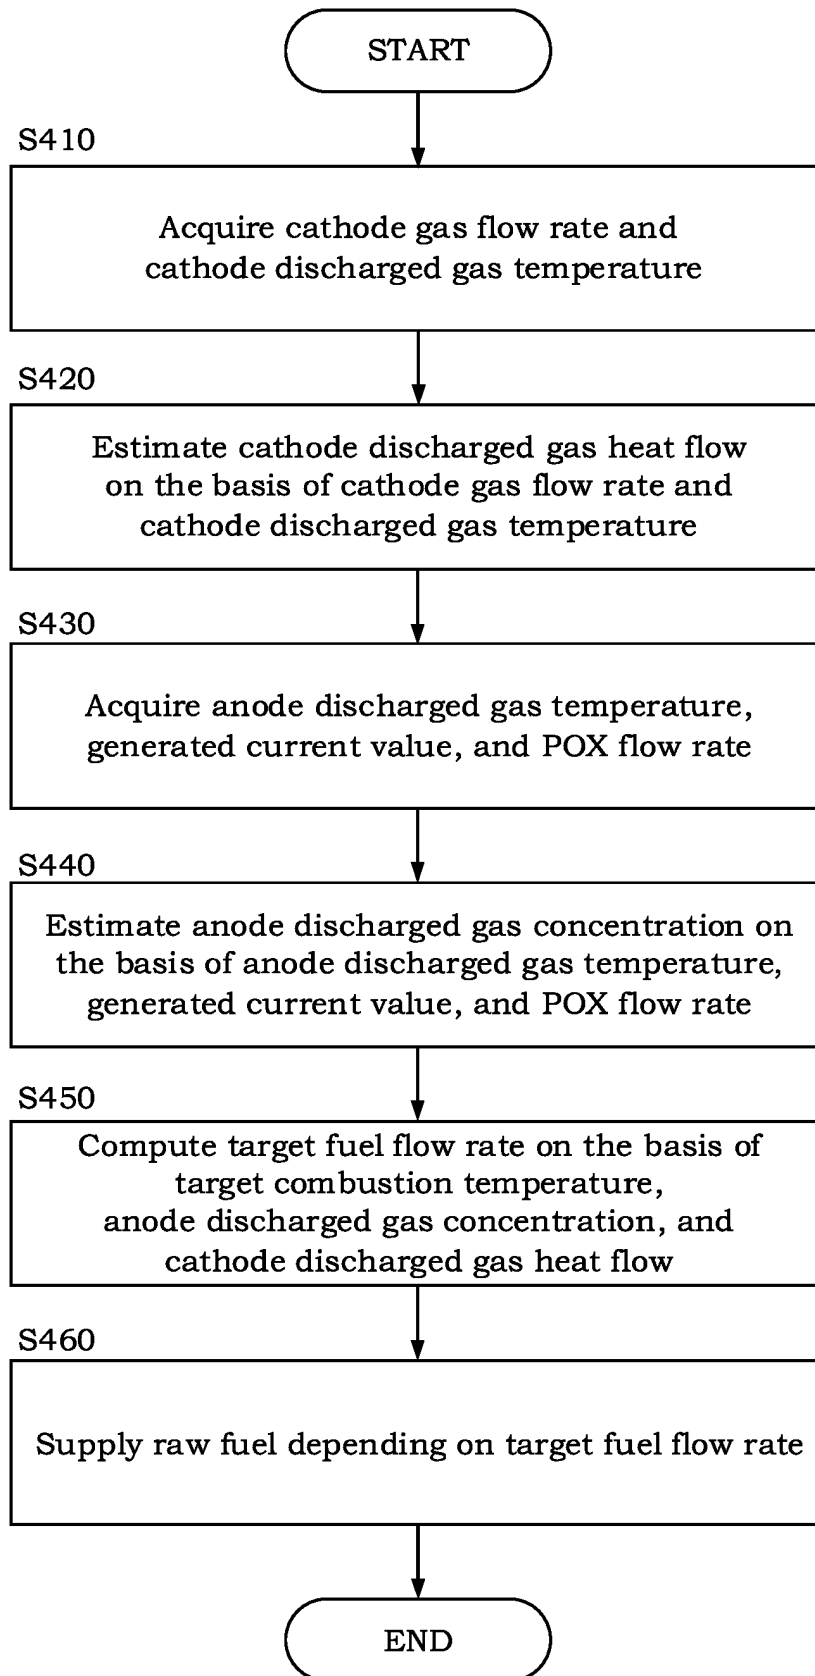 START
S410
Acquire cathode gas flow rate and
cathode discharged gas temperature
S420
Estimate cathode discharged gas heat flow
on the basis of cathode gas flow rate and
cathode discharged gas temperature
S430
Acquire anode discharged gas temperature,
generated current value, and POX flow rate
S440
Estimate anode discharged gas concentration on
the basis of anode discharged gas temperature,
generated current value, and POX flow rate
S450
Compute target fuel flow rate on the basis of
target combustion temperature,
anode discharged gas concentration, and
cathode discharged gas heat flow
S460
Supply raw fuel depending on target fuel flow rate
END